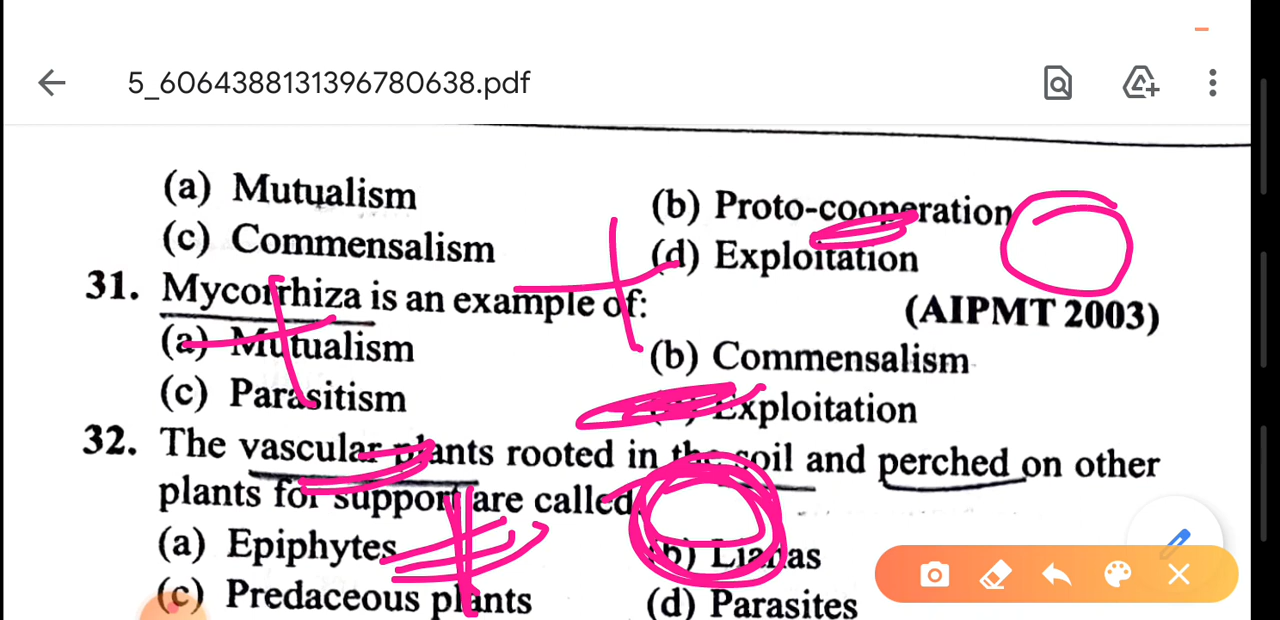 5_6064388131396780638.pdf
(a) Mutualism (b) Proto-cooperation
(c) Commensalism (d) Exploitation
31. Mycorrhiza is an example of: (AIPMT 2003)
(a) Mutualism (b) Commensalism
(c) Parasitism (d) Exploitation
32. The vascular plants rooted in the soil and perched on other
plants for support are called
(a) Epiphytes (b) Lianas
(c) Predaceous plants (d) Parasites